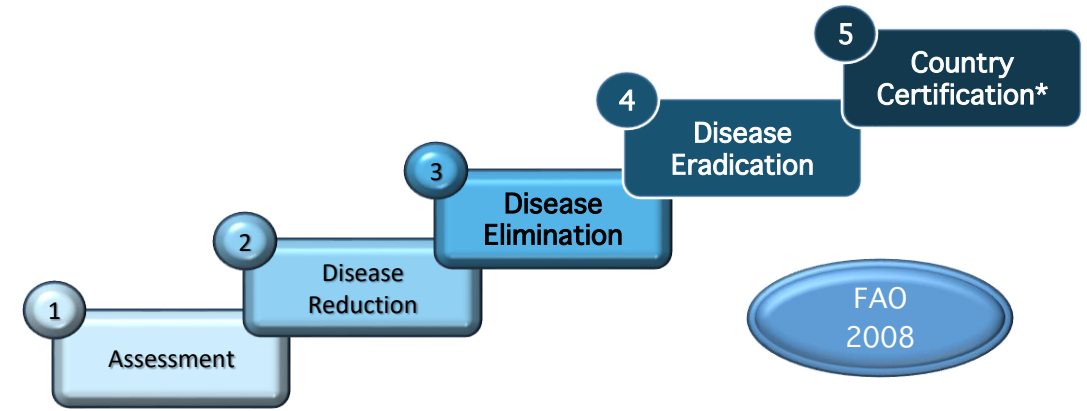 1
Assessment
2
Disease
Reduction
3
Disease
Elimination
4
Disease
Eradication
5
Country
Certification*
FAO
2008